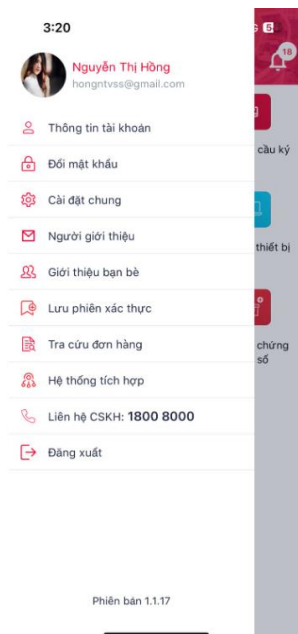 3:20
5
18
Nguyễn Thị Hồng
hongntvss@gmail.com
Thông tin tài khoản
Đổi mật khẩu
cầu ký
Cài đặt chung
Người giới thiệu
thiết bị
Giới thiệu bạn bè
Lưu phiên xác thực
Tra cứu đơn hàng
chứng
số
Hệ thống tích hợp
Liên hệ CSKH: 1800 8000
Đăng xuất
Phiên bản 1.1.17